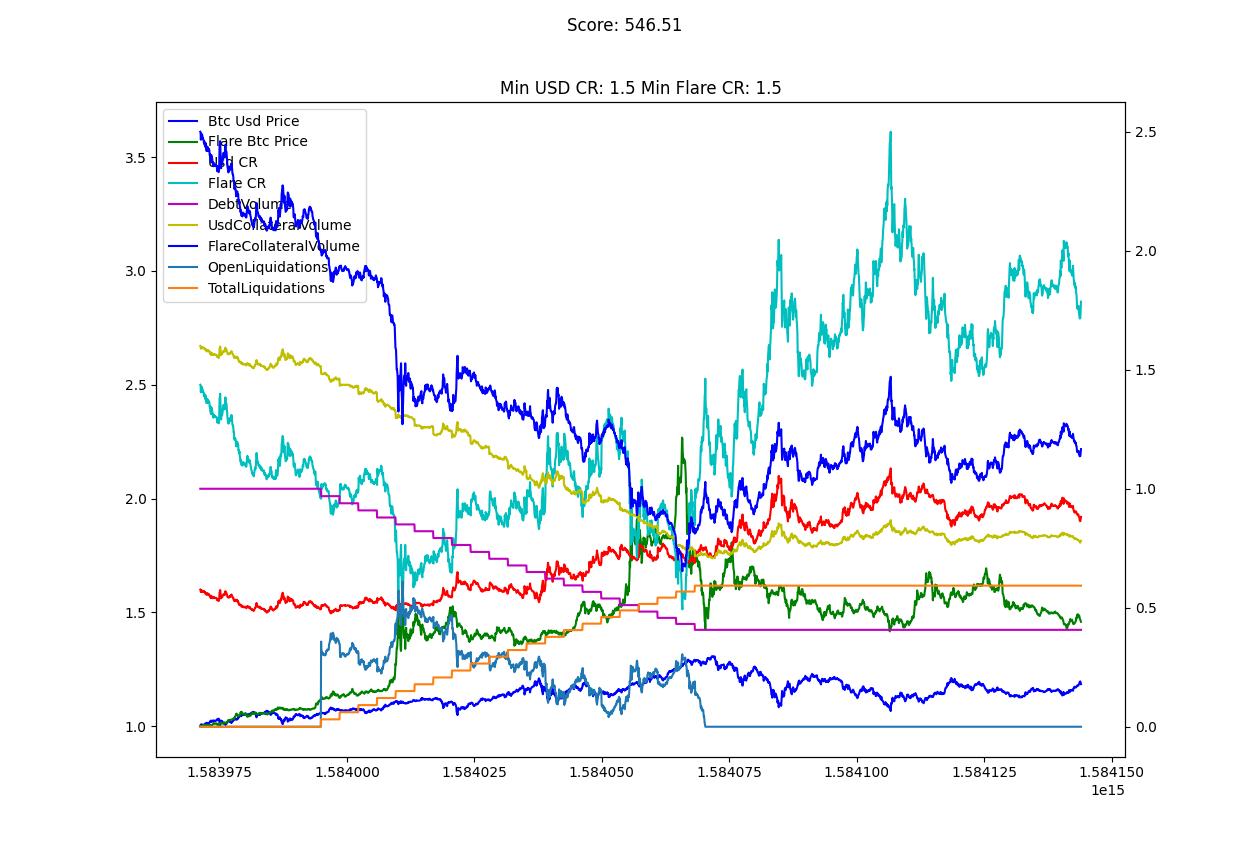 Score: 546.51
Min USD CR: 1.5 Min Flare CR: 1.5
Btc Usd Price
Flare Btc Price
Usd CR
Flare CR
DebtVolume
UsdCollateralVolume
FlareCollateralVolume
OpenLiquidations
TotalLiquidations
3.5
3.0
2.5
2.0
1.5
1.0
2.5
2.0
1.5
1.0
0.5
0.0
1.583975
1.584000
1.584025
1.584050
1.584075
1.584100
1.584125
1.584150
1e15